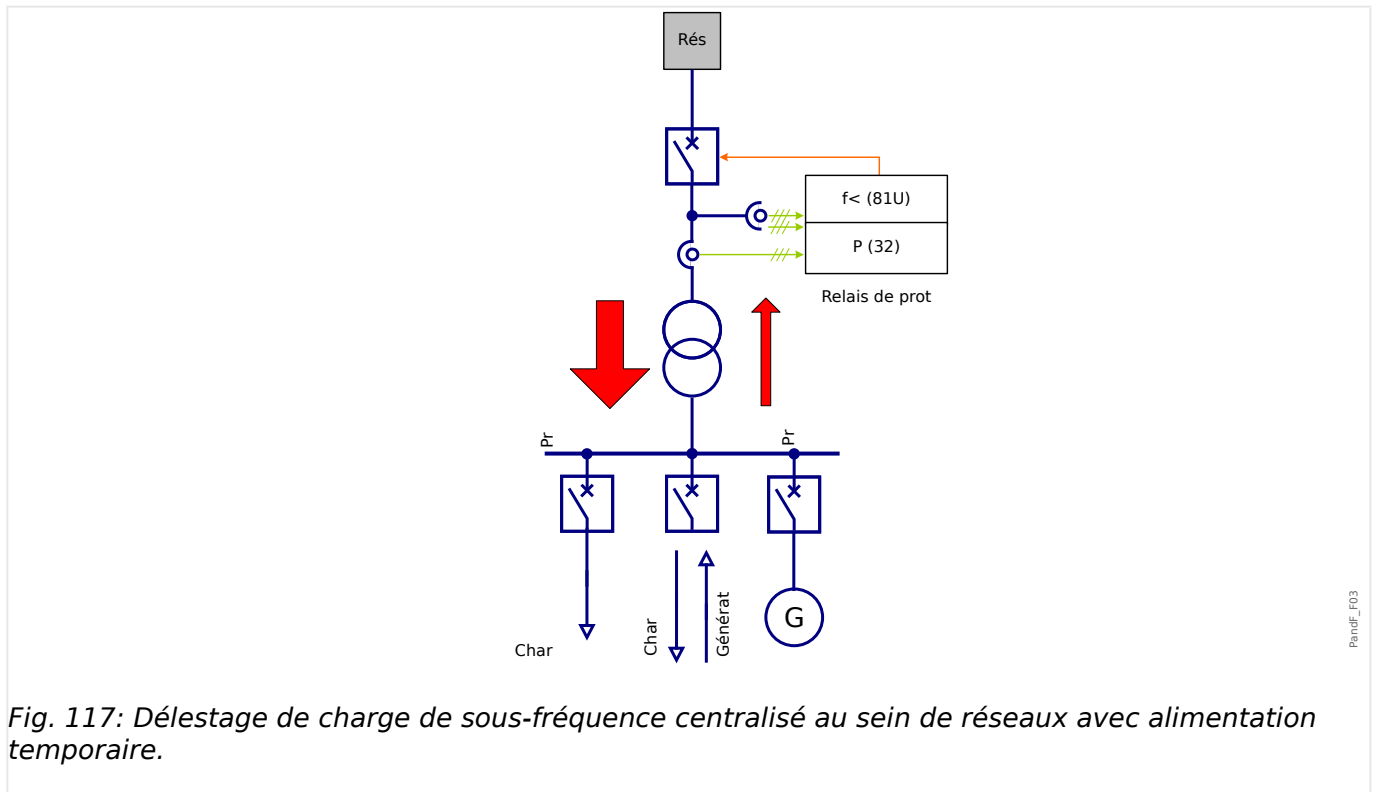 Rés
f< (81U)
P (32)
Relais de prot
Pr
Pr
Char
Char
Générat
G
PandF_F03
Fig. 117: Délestage de charge de sous-fréquence centralisé au sein de réseaux avec alimentation
temporaire.